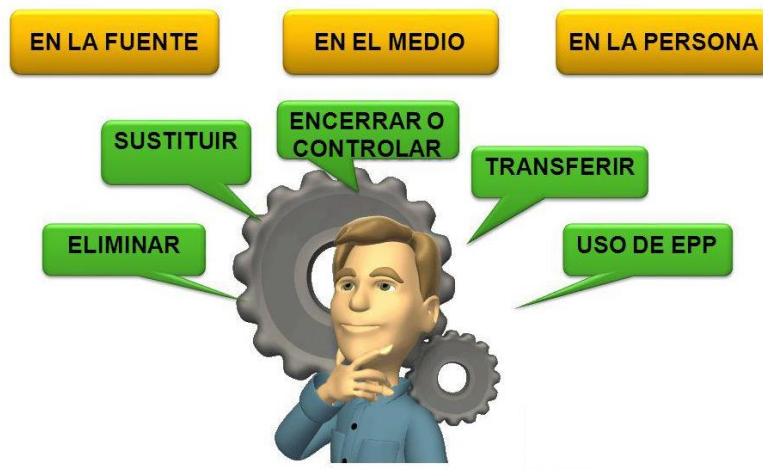 EN LA FUENTE
EN EL MEDIO
EN LA PERSONA
ENCERRAR O
CONTROLAR
SUSTITUIR
TRANSFERIR
ELIMINAR
USO DE EPP